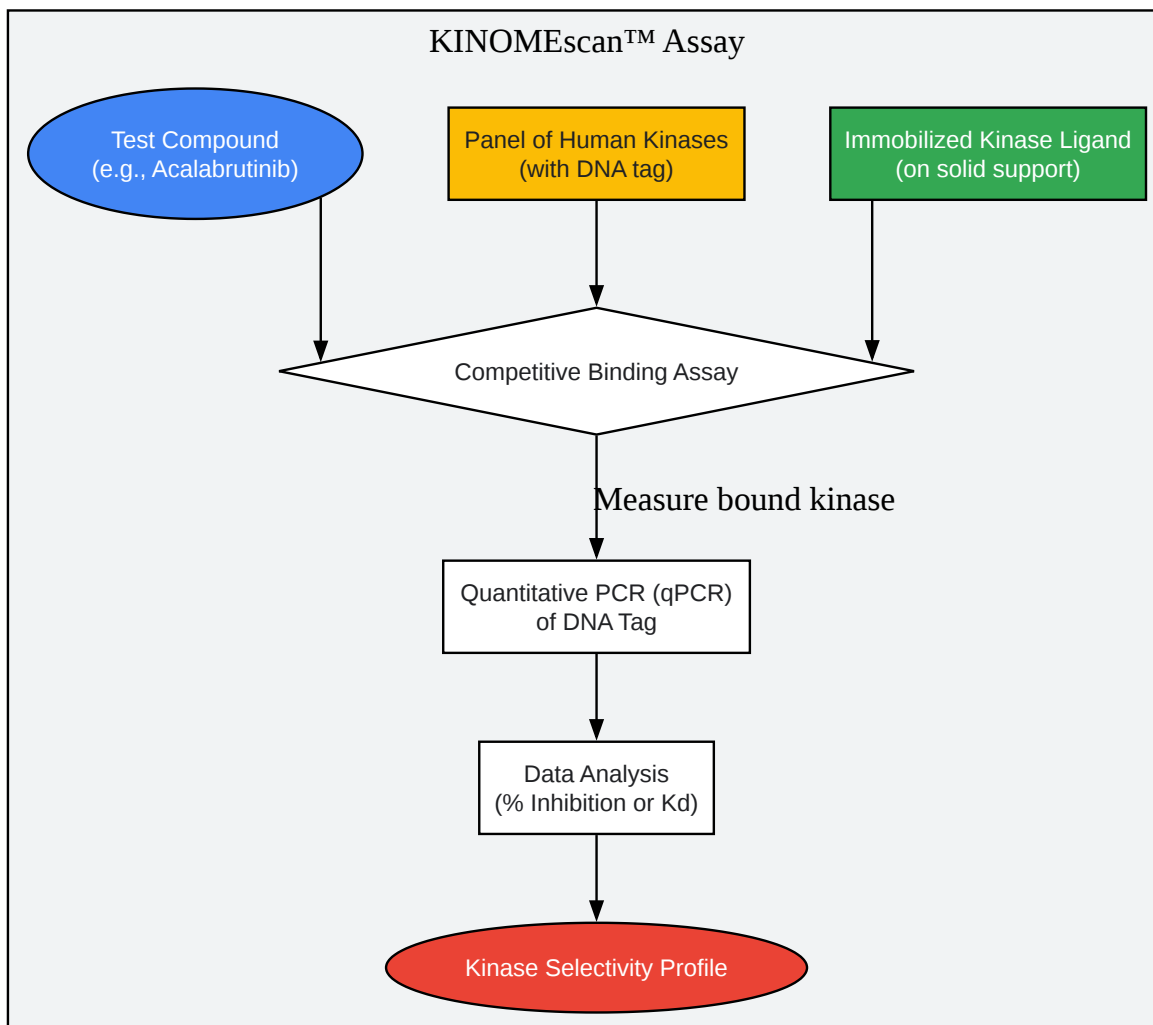 KINOMEscan™ Assay
Test Compound
(e.g., Acalabrutinib)
Panel of Human Kinases
(with DNA tag)
Immobilized Kinase Ligand
(on solid support)
Competitive Binding Assay
Measure bound kinase
Quantitative PCR (qPCR)
of DNA Tag
Data Analysis
(% Inhibition or Kd)
Kinase Selectivity Profile